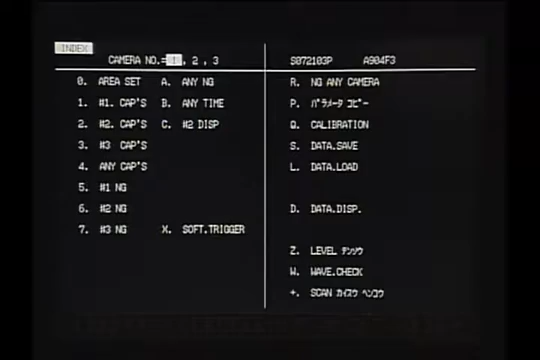 INDEX
CAMERA NO.=1, 2, 3
S072103P A904F3
0. AREA SET A. ANY NG
1. #1. CAP'S B. ANY TIME
2. #2. CAP'S C. #2 DISP
3. #3 CAP'S
4. ANY CAP'S
5. #1 NG
6. #2 NG
7. #3 NG X. SOFT.TRIGGER
R. NG ANY CAMERA
P. パラメータ コピー
Q. CALIBRATION
S. DATA.SAVE
L. DATA.LOAD
D. DATA.DISP.
Z. LEVEL テンソウ
W. WAVE.CHECK
+. SCAN カイスウ ヘンコウ